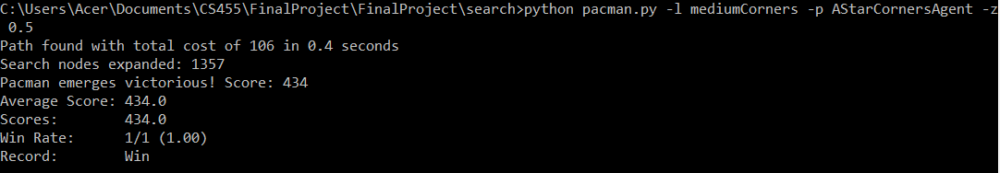 C:\Users\Acer\Documents\CS455\FinalProject\FinalProject\search>python pacman.py -l mediumCorners -p AStarCornersAgent -z
 0.5
Path found with total cost of 106 in 0.4 seconds
Search nodes expanded: 1357
Pacman emerges victorious! Score: 434
Average Score: 434.0
Scores:        434.0
Win Rate:      1/1 (1.00)
Record:        Win